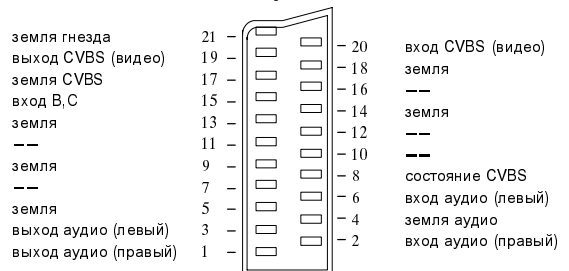 земля гнезда 21 –
выход CVBS (видео) 19 –
земля CVBS 17 –
вход B,C 15 –
земля 13 –
–– 11 –
земля 9 –
–– 7 –
земля 5 –
выход аудио (левый) 3 –
выход аудио (правый) 1 –
– 20 вход CVBS (видео)
– 18 земля
– 16 ––
– 14 земля
– 12 ––
– 10 ––
– 8 состояние CVBS
– 6 вход аудио (левый)
– 4 земля аудио
– 2 вход аудио (правый)